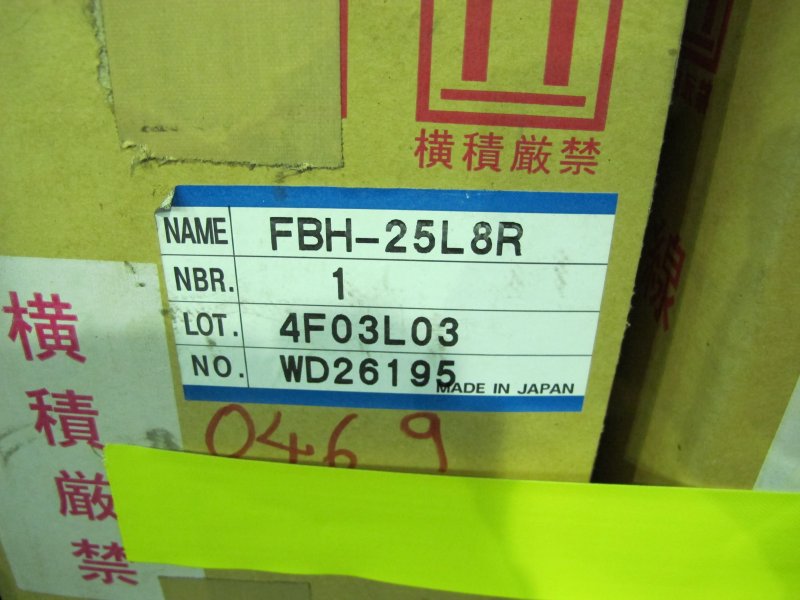 横積厳禁
NAME FBH-25L8R
NBR. 1
LOT. 4F03L03
NO. WD26195
MADE IN JAPAN
横積厳禁
0469